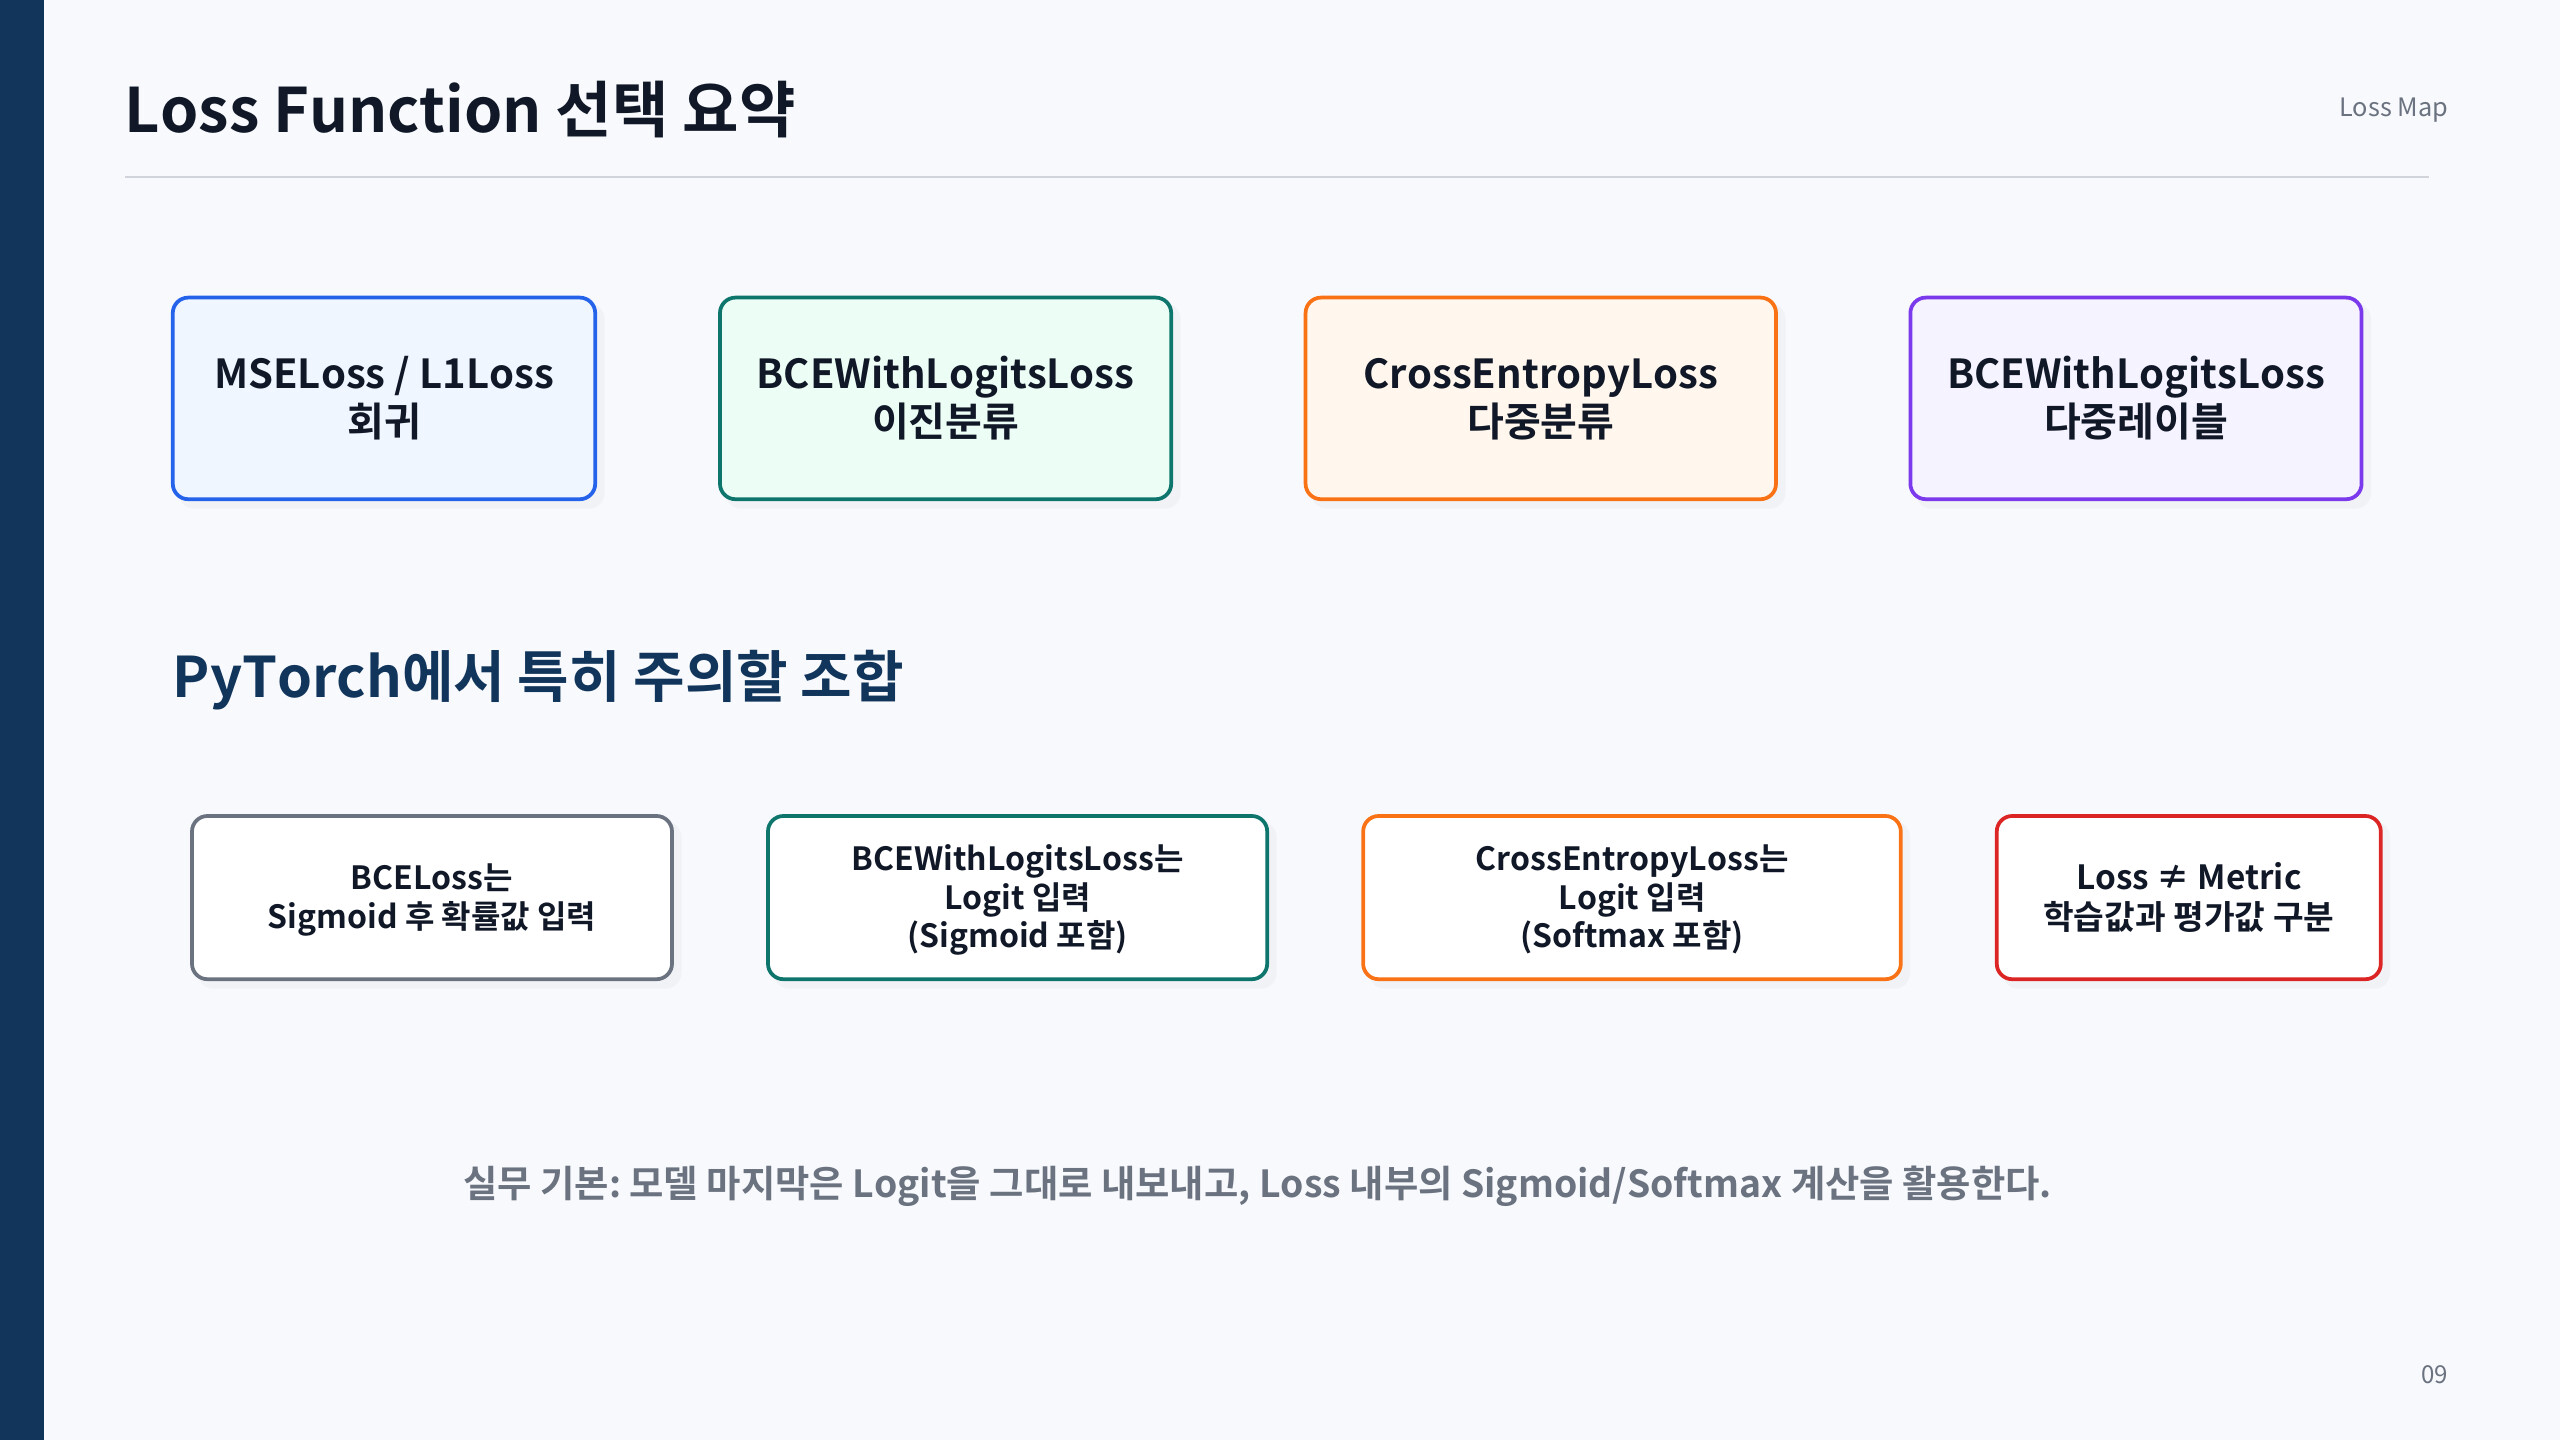 Loss Function 선택 요약
Loss Map
MSELoss / L1Loss
회귀
BCEWithLogitsLoss
이진분류
CrossEntropyLoss
다중분류
BCEWithLogitsLoss
다중레이블
PyTorch에서 특히 주의할 조합
BCELoss는
Sigmoid 후 확률값 입력
BCEWithLogitsLoss는
Logit 입력
(Sigmoid 포함)
CrossEntropyLoss는
Logit 입력
(Softmax 포함)
Loss ≠ Metric
학습값과 평가값 구분
실무 기본: 모델 마지막은 Logit을 그대로 내보내고, Loss 내부의 Sigmoid/Softmax 계산을 활용한다.
09